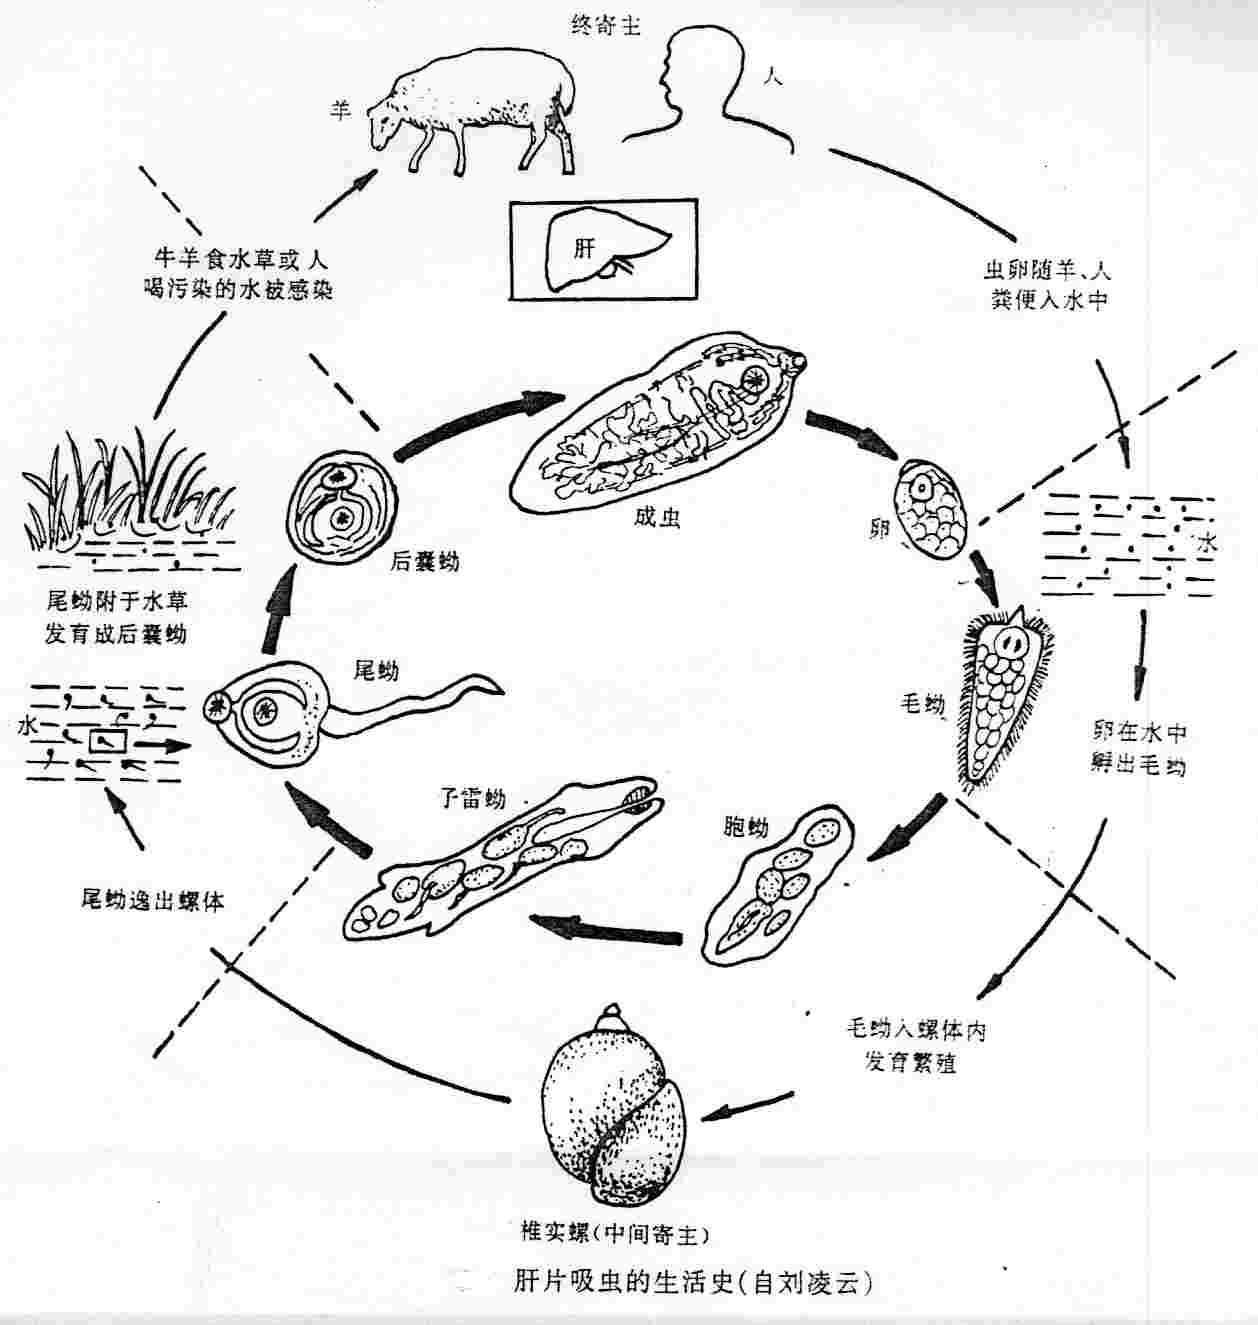 终寄主
羊
人
肝
牛羊食水草或人
喝污染的水被感染
虫卵随羊、人
粪便入水中
成虫
卵
水
后囊蚴
尾蚴附于水草
发育成后囊蚴
尾蚴
水
毛蚴
卵在水中
孵出毛蚴
子雷蚴
胞蚴
尾蚴逸出螺体
毛蚴入螺体内
发育繁殖
椎实螺(中间寄主)
肝片吸虫的生活史(自刘凌云)